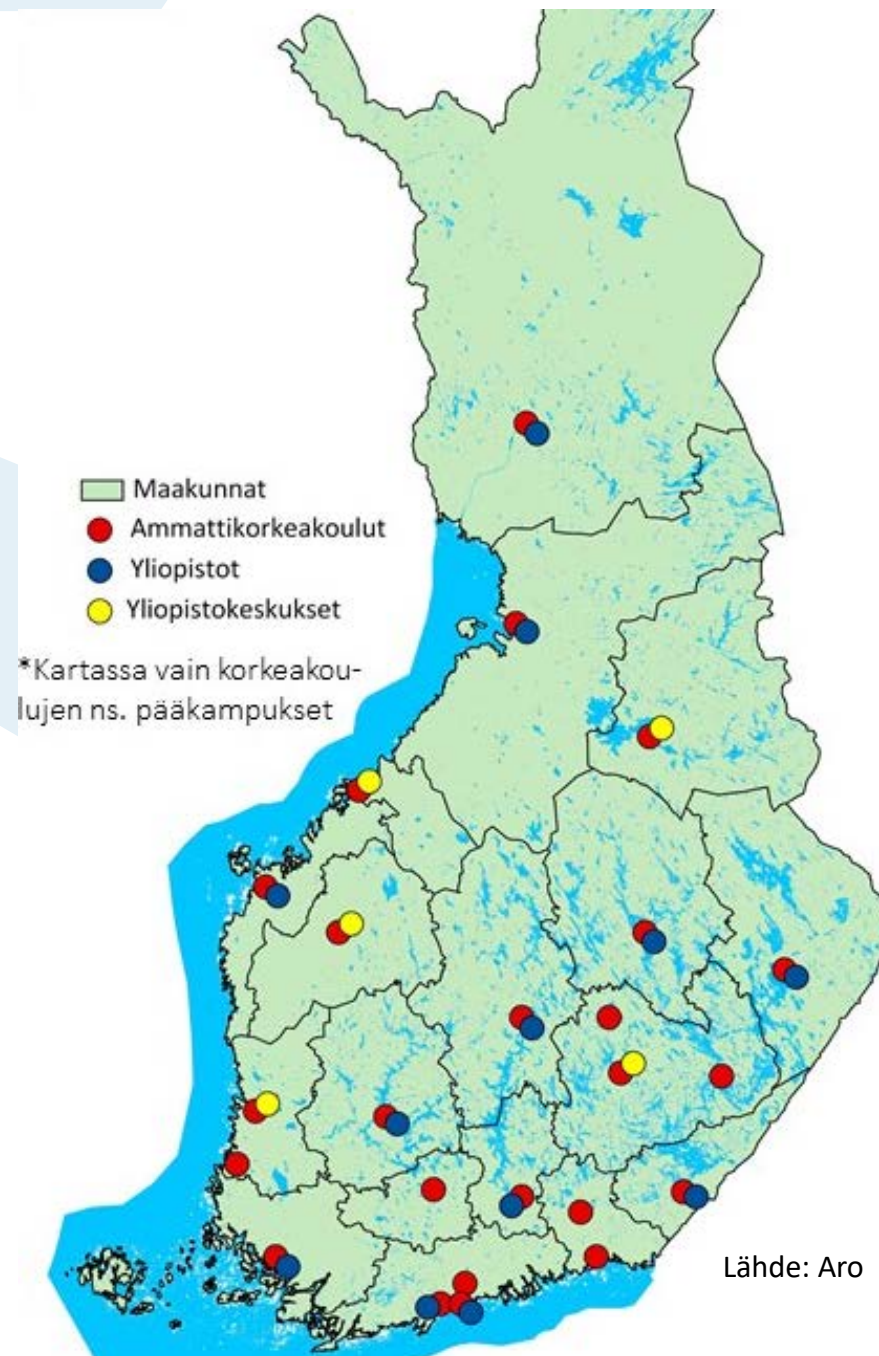 Maakunnat
Ammattikorkeakoulut
Yliopistot
Yliopistokeskukset
*Kartassa vain korkeakou-
lujen ns. pääkampukset
Lähde: Aro